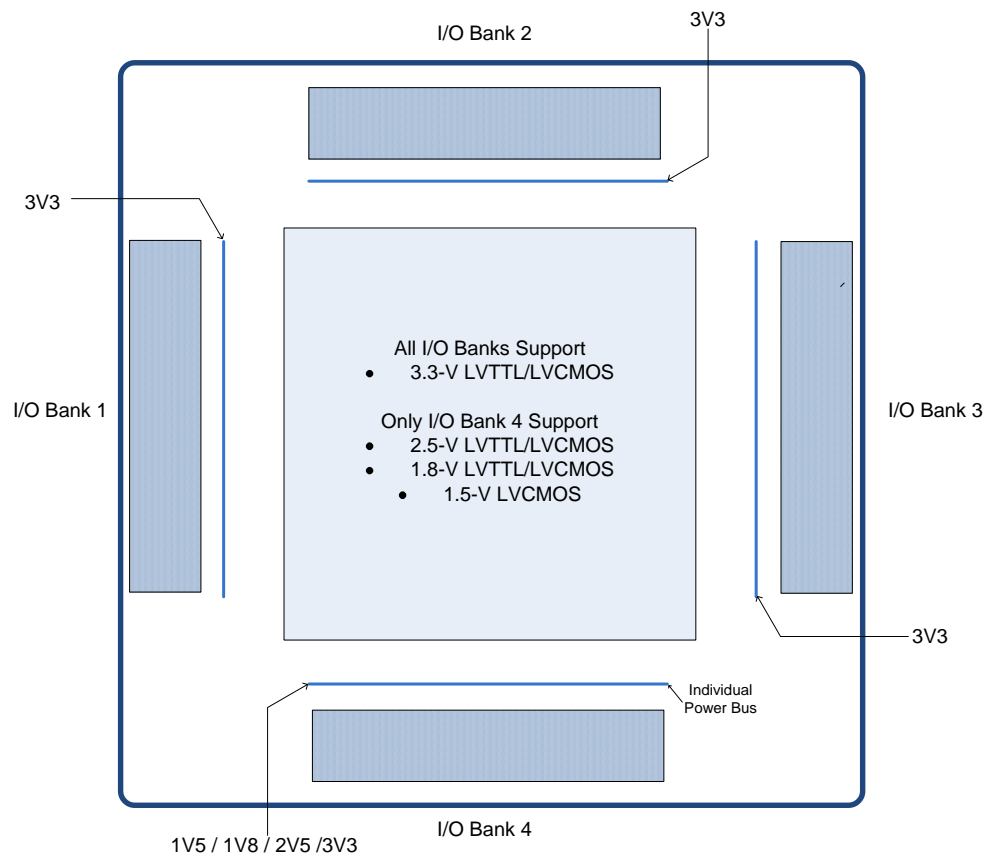 I/O Bank 2
3V3
3V3
All I/O Banks Support
• 3.3-V LVTTL/LVCMOS
Only I/O Bank 4 Support
• 2.5-V LVTTL/LVCMOS
• 1.8-V LVTTL/LVCMOS
• 1.5-V LVCMOS
I/O Bank 1
I/O Bank 3
3V3
Individual
Power Bus
I/O Bank 4
1V5 / 1V8 / 2V5 /3V3